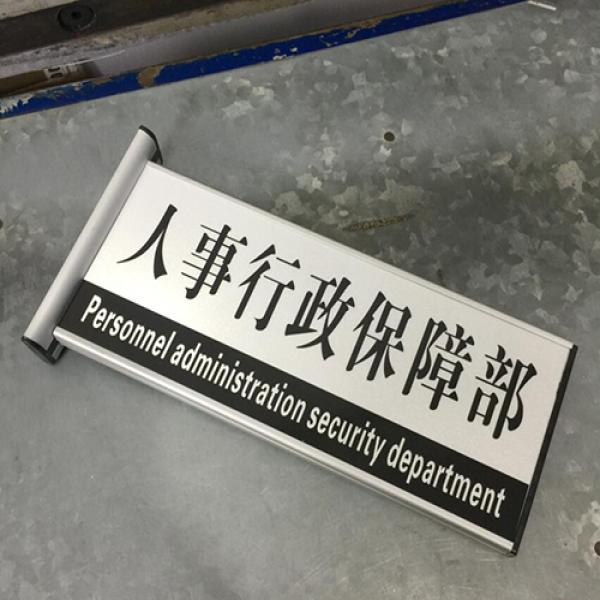 人事行政保障部
Personnel administration security department